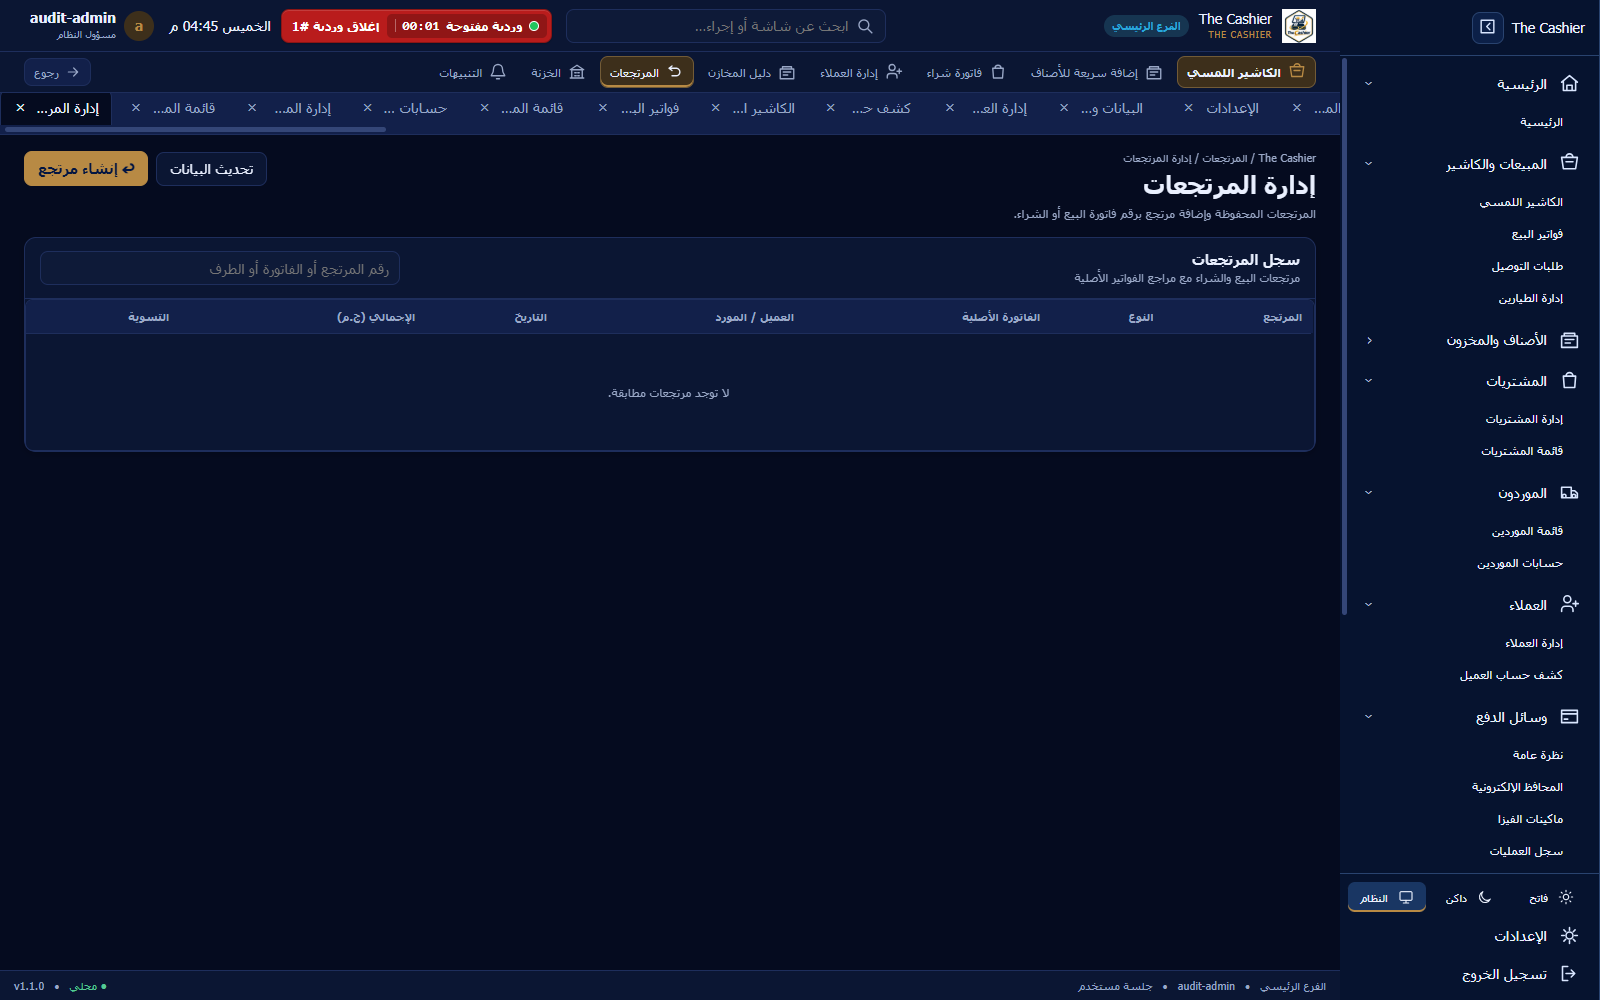 The Cashier
الرئيسية
الرئيسية
المبيعات والكاشير
الكاشير اللمسي
فواتير البيع
طلبات التوصيل
إدارة الطيارين
الأصناف والمخزون
المشتريات
إدارة المشتريات
قائمة المشتريات
الموردون
قائمة الموردين
حسابات الموردين
العملاء
إدارة العملاء
كشف حساب العميل
وسائل الدفع
نظرة عامة
المحافظ الإلكترونية
ماكينات الفيزا
سجل العمليات
فاتح داكن النظام
الإعدادات
تسجيل الخروج
The Cashier
THE CASHIER
الفرع الرئيسي
ابحث عن شاشة أو إجراء...
وردية مفتوحة 00:01 إغلاق وردية #1
الخميس 04:45 م
a
audit-admin
مسؤول النظام
الكاشير اللمسي إضافة سريعة للأصناف فاتورة شراء إدارة العملاء دليل المخازن المرتجعات الخزنة التنبيهات رجوع
الم... الإعدادات البيانات و... إدارة الع... كشف ح... الكاشير ا... فواتير الب... قائمة الم... حسابات ... إدارة الم... قائمة الم... إدارة المر...
The Cashier / المرتجعات / إدارة المرتجعات
إدارة المرتجعات
المرتجعات المحفوظة وإضافة مرتجع برقم فاتورة البيع أو الشراء.
تحديث البيانات
إنشاء مرتجع
سجل المرتجعات
مرتجعات البيع والشراء مع مراجع الفواتير الأصلية
رقم المرتجع أو الفاتورة أو الطرف
المرتجع النوع الفاتورة الأصلية العميل / المورد التاريخ الإجمالي (ج.م) التسوية
لا توجد مرتجعات مطابقة.
الفرع الرئيسي • audit-admin • جلسة مستخدم
محلي • v1.1.0